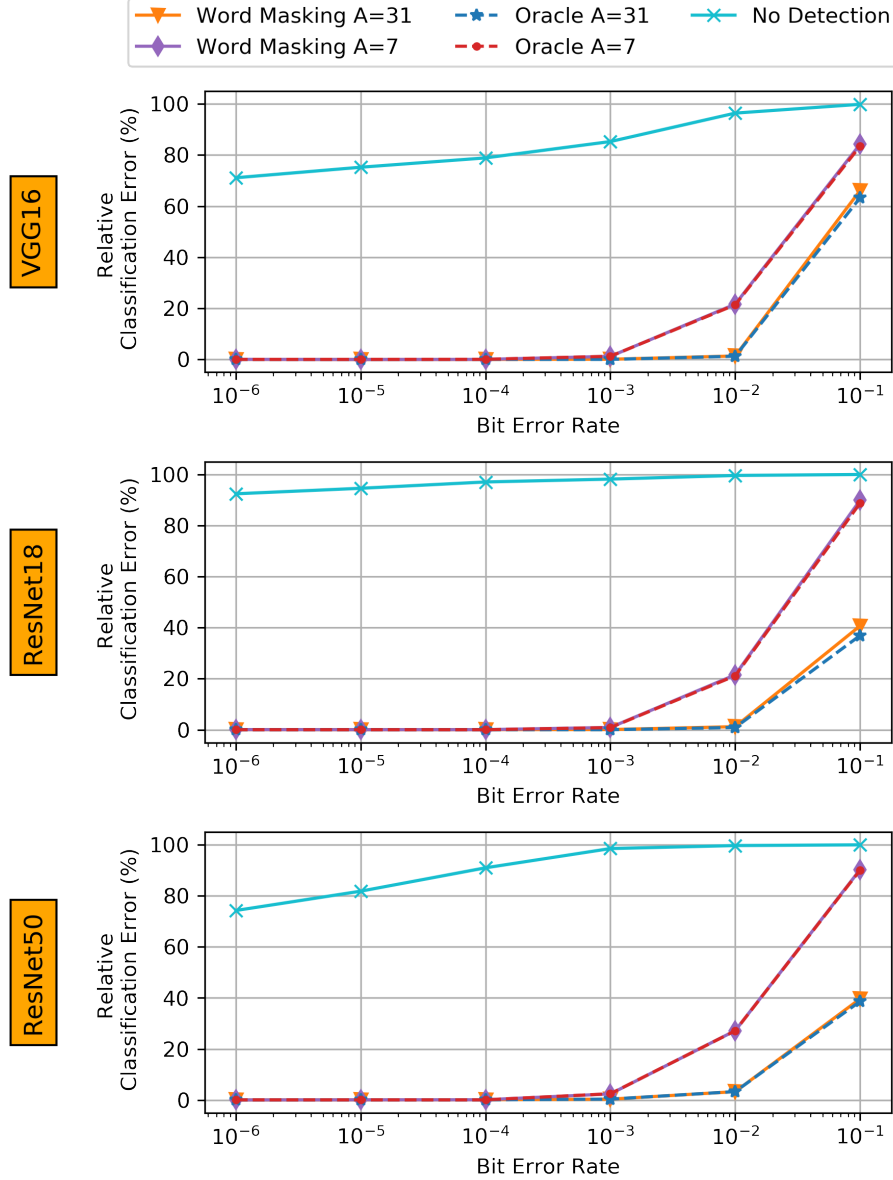 Word Masking A=31 Oracle A=31 No Detection
Word Masking A=7 Oracle A=7
VGG16
Relative
Classification Error (%)
100
80
60
40
20
0
10⁻⁶ 10⁻⁵ 10⁻⁴ 10⁻³ 10⁻² 10⁻¹
Bit Error Rate
ResNet18
Relative
Classification Error (%)
100
80
60
40
20
0
10⁻⁶ 10⁻⁵ 10⁻⁴ 10⁻³ 10⁻² 10⁻¹
Bit Error Rate
ResNet50
Relative
Classification Error (%)
100
80
60
40
20
0
10⁻⁶ 10⁻⁵ 10⁻⁴ 10⁻³ 10⁻² 10⁻¹
Bit Error Rate